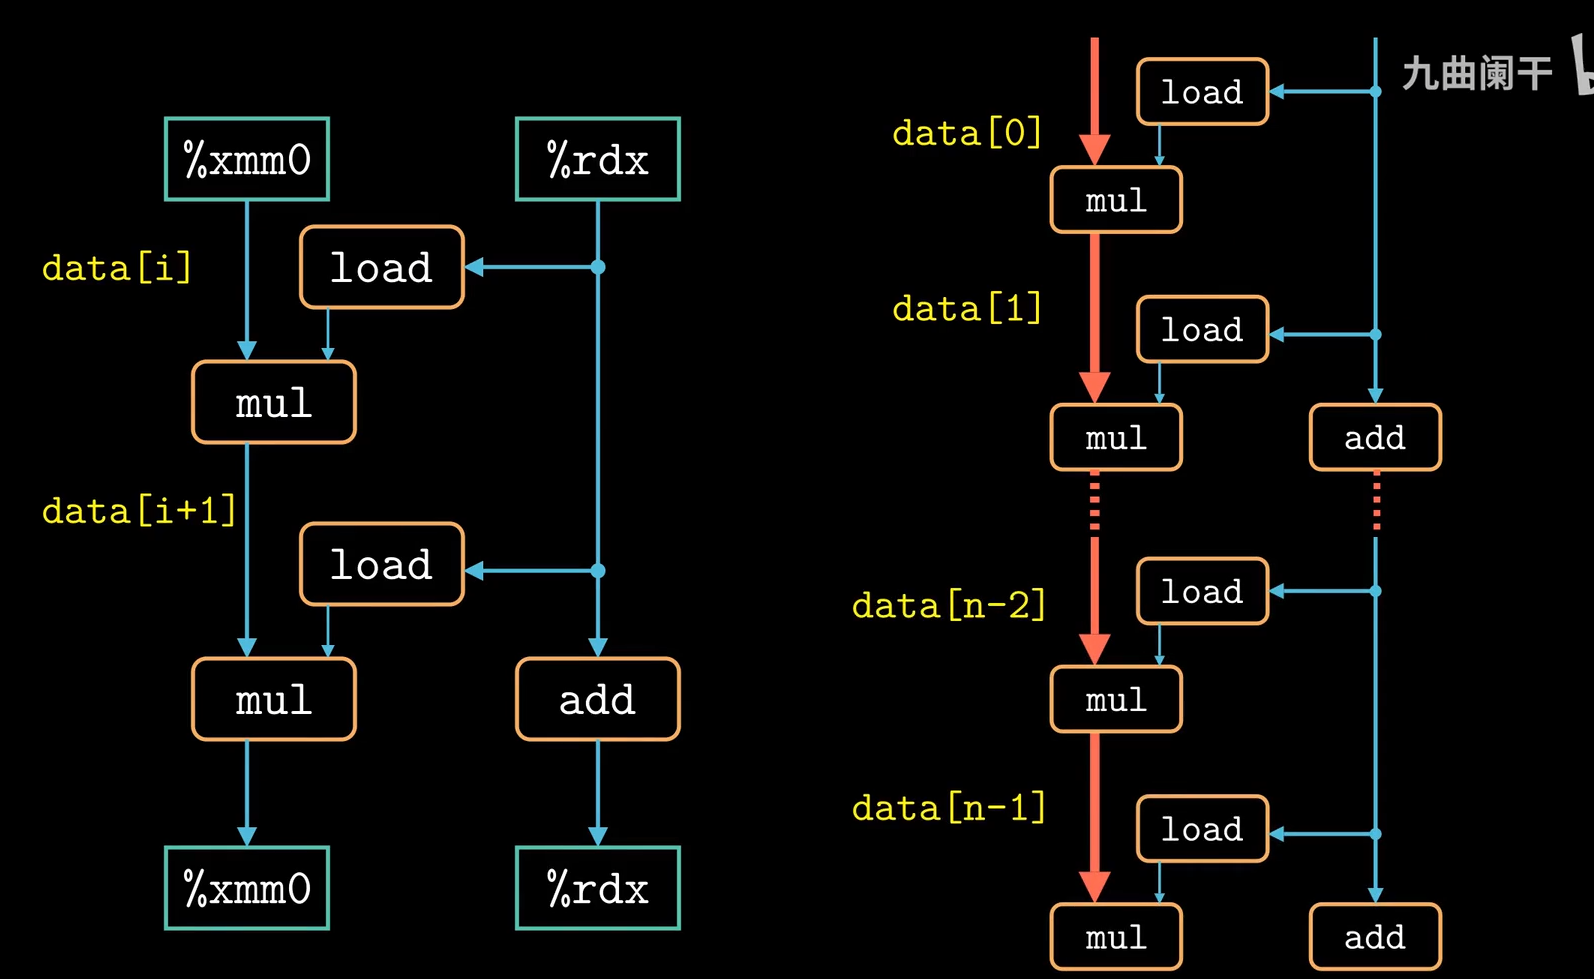 %xmm0
%rdx
data[i]
load
mul
data[i+1]
load
mul
add
%xmm0
%rdx
九曲阑干
load
data[0]
mul
data[1]
load
mul
add
load
data[n-2]
mul
data[n-1]
load
mul
add